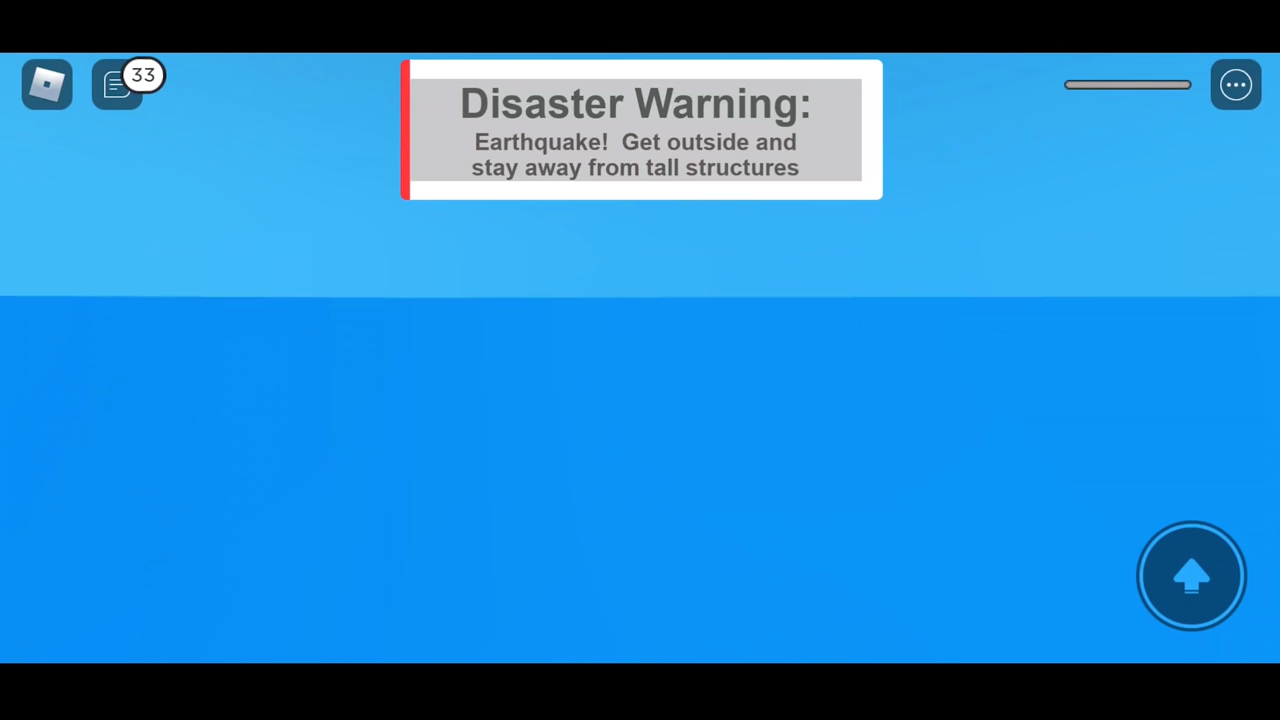 33
Disaster Warning:
Earthquake!  Get outside and
stay away from tall structures